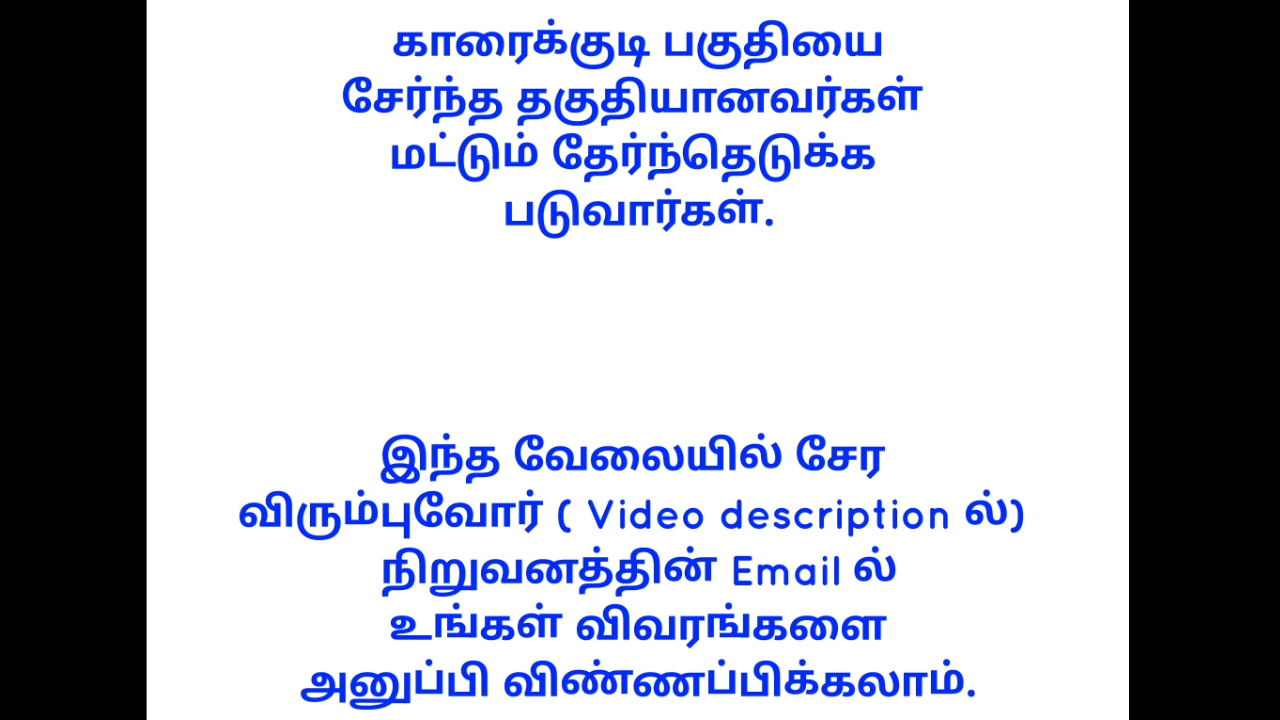 காரைக்குடி பகுதியை
சேர்ந்த தகுதியானவர்கள்
மட்டும் தேர்ந்தெடுக்க
படுவார்கள்.
இந்த வேலையில் சேர
விரும்புவோர் ( Video description ல்)
நிறுவனத்தின் Email ல்
உங்கள் விவரங்களை
அனுப்பி விண்ணப்பிக்கலாம்.